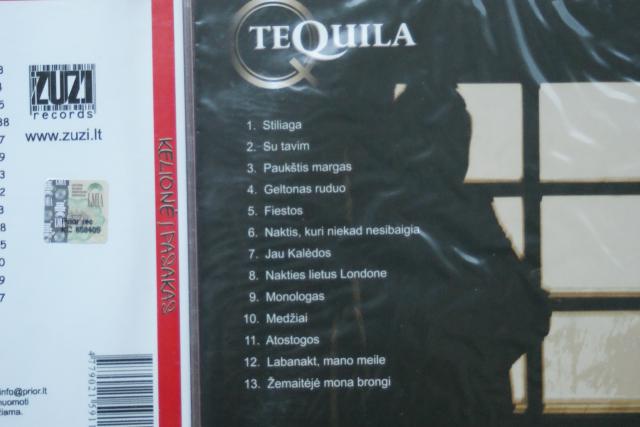 ZUZI
records
www.zuzi.lt
info@prior.lt
KELIONĖ Į PASAKAS
TEQUILA
1. Stiliaga
2. Su tavim
3. Paukštis margas
4. Geltonas ruduo
5. Fiestos
6. Naktis, kuri niekad nesibaigia
7. Jau Kalėdos
8. Nakties lietus Londone
9. Monologas
10. Medžiai
11. Atostogos
12. Labanakt, mano meile
13. Žemaitėjė mona brongi